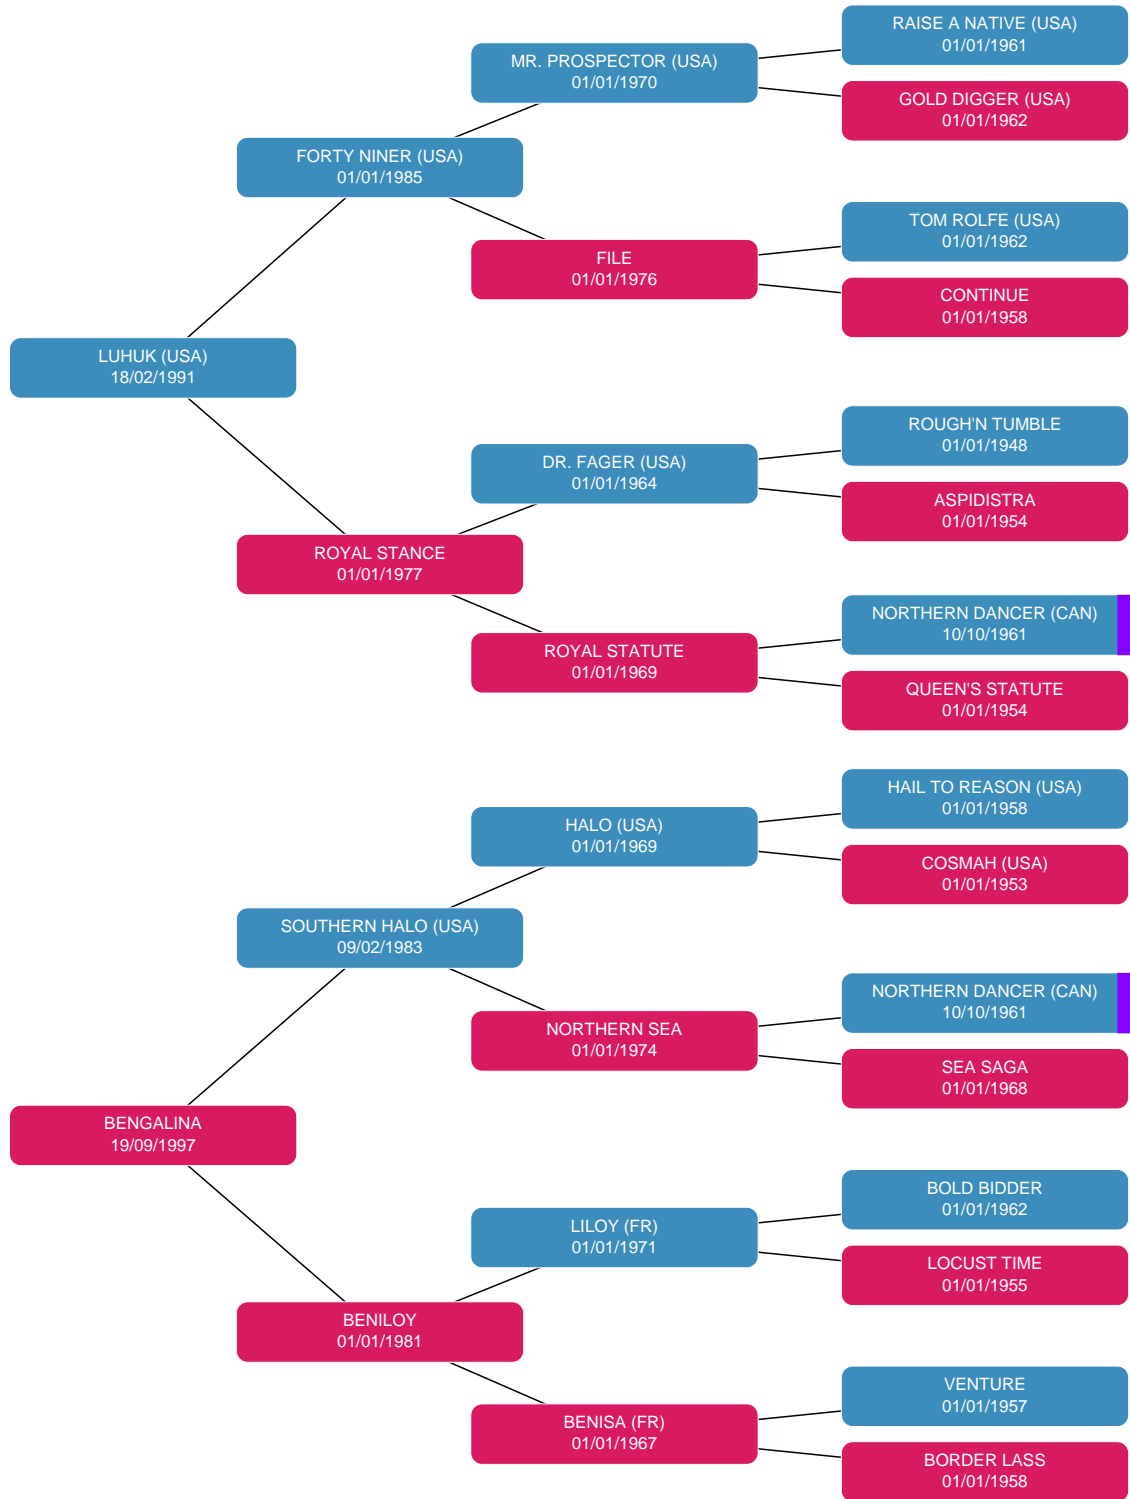 RAISE A NATIVE (USA)
01/01/1961
MR. PROSPECTOR (USA)
01/01/1970
GOLD DIGGER (USA)
01/01/1962
FORTY NINER (USA)
01/01/1985
TOM ROLFE (USA)
01/01/1962
FILE
01/01/1976
CONTINUE
01/01/1958
LUHUK (USA)
18/02/1991
ROUGH'N TUMBLE
01/01/1948
DR. FAGER (USA)
01/01/1964
ASPIDISTRA
01/01/1954
ROYAL STANCE
01/01/1977
NORTHERN DANCER (CAN)
10/10/1961
ROYAL STATUTE
01/01/1969
QUEEN'S STATUTE
01/01/1954
HAIL TO REASON (USA)
01/01/1958
HALO (USA)
01/01/1969
COSMAH (USA)
01/01/1953
SOUTHERN HALO (USA)
09/02/1983
NORTHERN DANCER (CAN)
10/10/1961
NORTHERN SEA
01/01/1974
SEA SAGA
01/01/1968
BENGALINA
19/09/1997
BOLD BIDDER
01/01/1962
LILOY (FR)
01/01/1971
LOCUST TIME
01/01/1955
BENILOY
01/01/1981
VENTURE
01/01/1957
BENISA (FR)
01/01/1967
BORDER LASS
01/01/1958